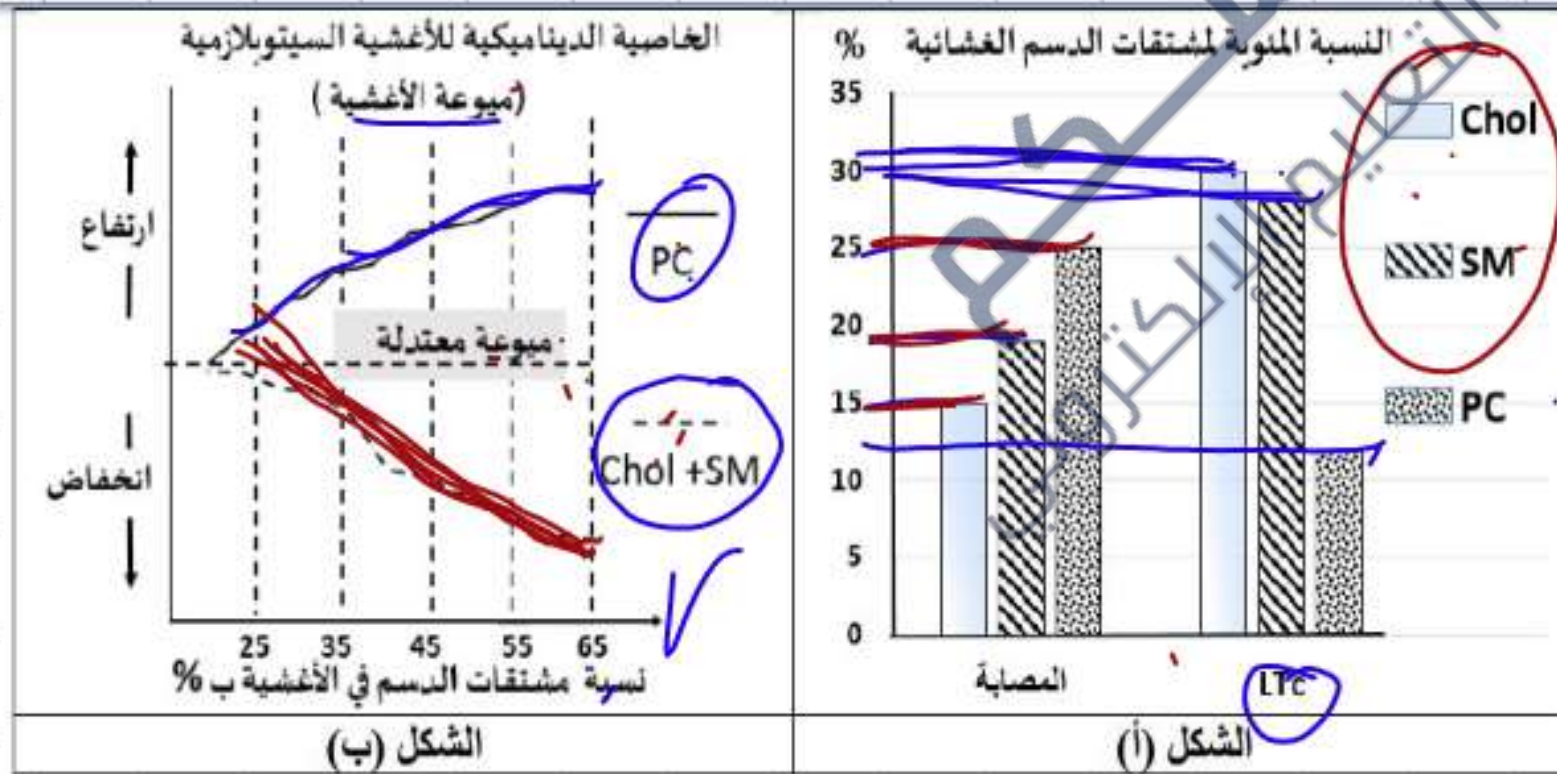 النسبة المئوية لمشتقات الدسم الغشائية %
35
30
25
20
15
10
5
0
Chol
SM
PC
المصابة
LTc
الشكل (أ)
الخاصية الديناميكية للأغشية السيتوبلازمية
(ميوعة الأغشية)
ارتفاع
انخفاض
ميوعة معتدلة
PC
Chol +SM
25 35 45 55 65
نسبة مشتقات الدسم في الأغشية ب %
الشكل (ب)